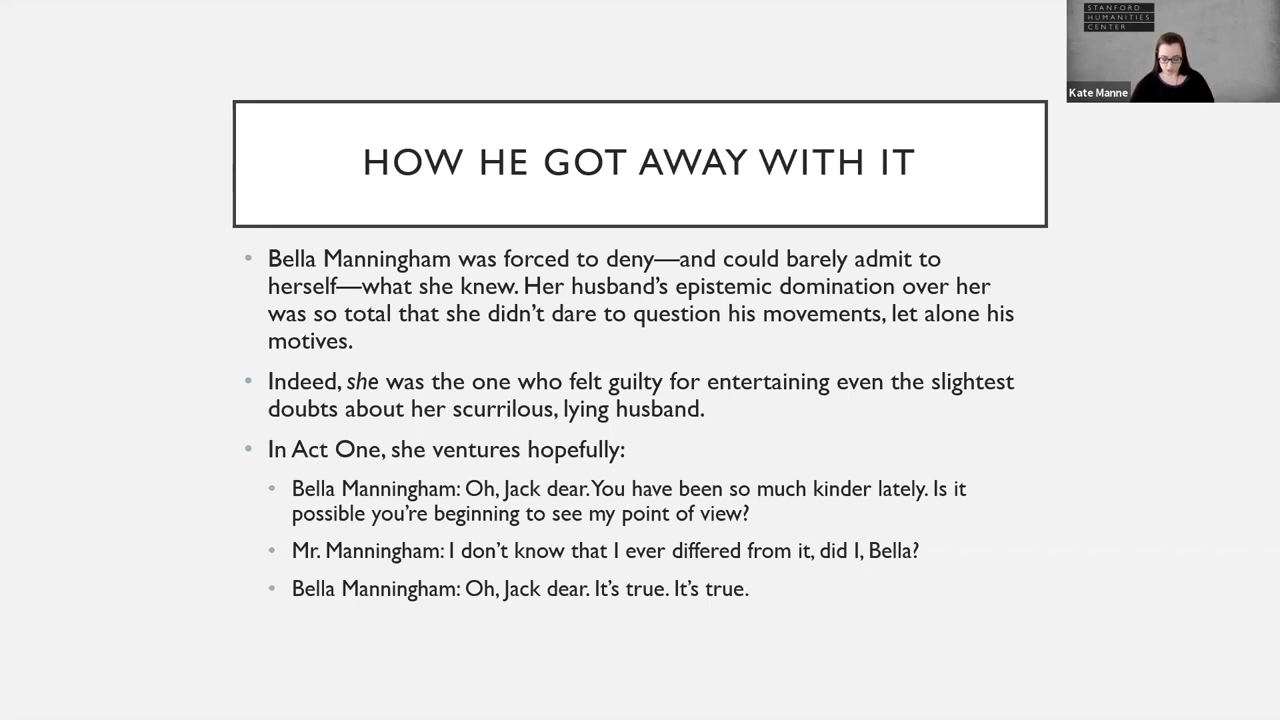 STANFORD
HUMANITIES
CENTER
Kate Manne
HOW HE GOT AWAY WITH IT
• Bella Manningham was forced to deny—and could barely admit to
herself—what she knew. Her husband’s epistemic domination over her
was so total that she didn’t dare to question his movements, let alone his
motives.
• Indeed, she was the one who felt guilty for entertaining even the slightest
doubts about her scurrilous, lying husband.
• In Act One, she ventures hopefully:
• Bella Manningham: Oh, Jack dear. You have been so much kinder lately. Is it
possible you’re beginning to see my point of view?
• Mr. Manningham: I don’t know that I ever differed from it, did I, Bella?
• Bella Manningham: Oh, Jack dear. It’s true. It’s true.